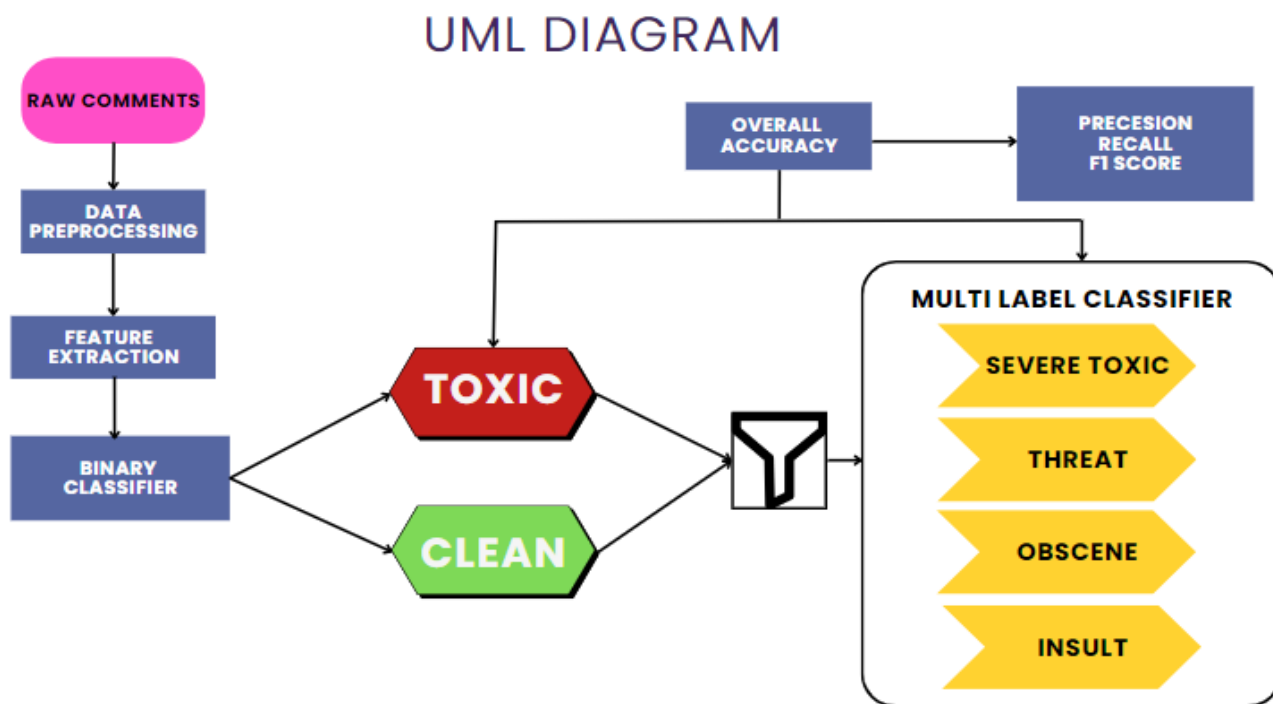 UML DIAGRAM
RAW COMMENTS
DATA
PREPROCESSING
FEATURE
EXTRACTION
BINARY
CLASSIFIER
TOXIC
CLEAN
OVERALL
ACCURACY
PRECESION
RECALL
F1 SCORE
MULTI LABEL CLASSIFIER
SEVERE TOXIC
THREAT
OBSCENE
INSULT